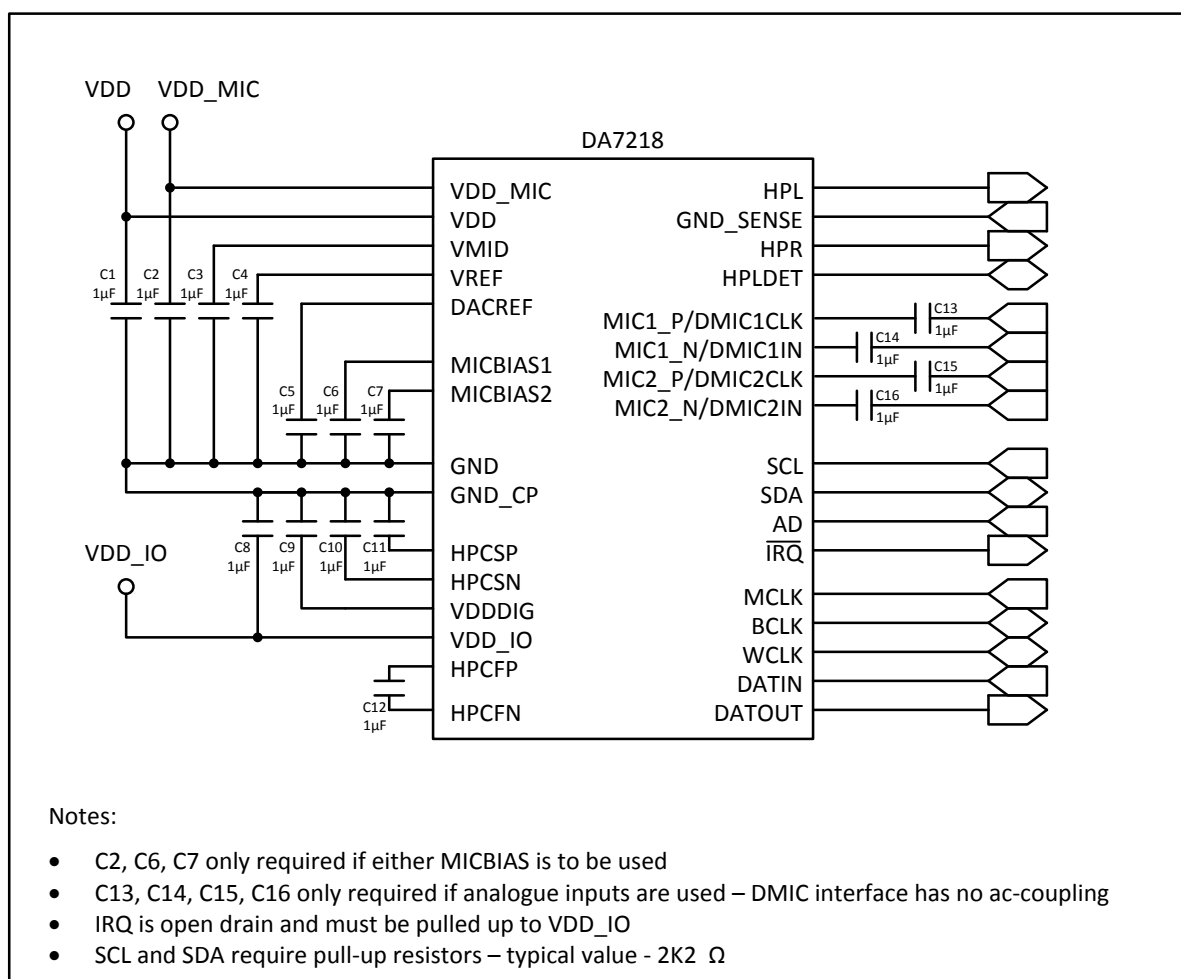 VDD VDD_MIC
DA7218
VDD_MIC
VDD
VMID
VREF
DACREF
MICBIAS1
MICBIAS2
GND
GND_CP
HPCSP
HPCSN
VDDDIG
VDD_IO
HPCFP
HPCFN
HPL
GND_SENSE
HPR
HPLDET
MIC1_P/DMIC1CLK
MIC1_N/DMIC1IN
MIC2_P/DMIC2CLK
MIC2_N/DMIC2IN
SCL
SDA
AD
IRQ
MCLK
BCLK
WCLK
DATIN
DATOUT
C1 C2 C3 C4
1µF 1µF 1µF 1µF
C5 C6 C7
1µF 1µF 1µF
C8 C9 C10 C11
1µF 1µF 1µF 1µF
VDD_IO
C12
1µF
C13
1µF
C14
1µF
C15
1µF
C16
1µF
Notes:
• C2, C6, C7 only required if either MICBIAS is to be used
• C13, C14, C15, C16 only required if analogue inputs are used – DMIC interface has no ac-coupling
• IRQ is open drain and must be pulled up to VDD_IO
• SCL and SDA require pull-up resistors – typical value - 2K2 Ω